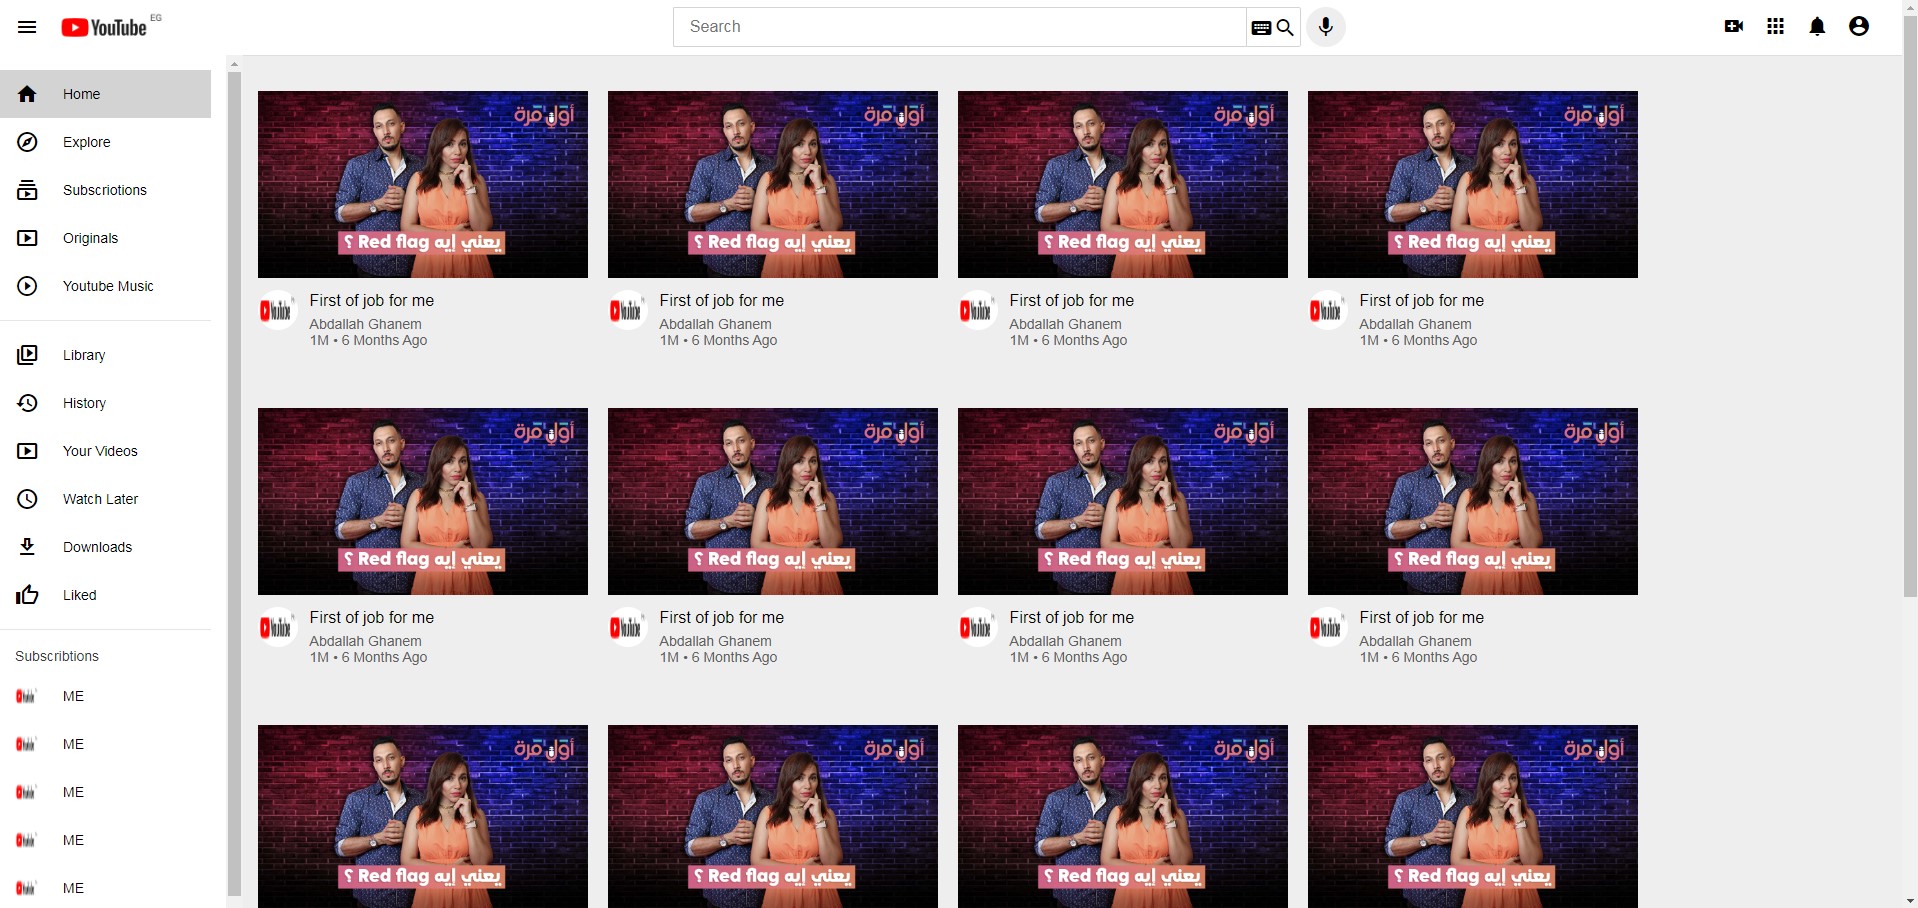 YouTube EG
Search
Home
Explore
Subscriotions
Originals
Youtube Music
Library
History
Your Videos
Watch Later
Downloads
Liked
Subscribtions
ME
ME
ME
ME
ME
أول مرة
يعني إيه Red flag ؟
أول مرة
يعني إيه Red flag ؟
أول مرة
يعني إيه Red flag ؟
أول مرة
يعني إيه Red flag ؟
YouTube
First of job for me
Abdallah Ghanem
1M • 6 Months Ago
YouTube
First of job for me
Abdallah Ghanem
1M • 6 Months Ago
YouTube
First of job for me
Abdallah Ghanem
1M • 6 Months Ago
YouTube
First of job for me
Abdallah Ghanem
1M • 6 Months Ago
أول مرة
يعني إيه Red flag ؟
أول مرة
يعني إيه Red flag ؟
أول مرة
يعني إيه Red flag ؟
أول مرة
يعني إيه Red flag ؟
YouTube
First of job for me
Abdallah Ghanem
1M • 6 Months Ago
YouTube
First of job for me
Abdallah Ghanem
1M • 6 Months Ago
YouTube
First of job for me
Abdallah Ghanem
1M • 6 Months Ago
YouTube
First of job for me
Abdallah Ghanem
1M • 6 Months Ago
أول مرة
يعني إيه Red flag ؟
أول مرة
يعني إيه Red flag ؟
أول مرة
يعني إيه Red flag ؟
أول مرة
يعني إيه Red flag ؟